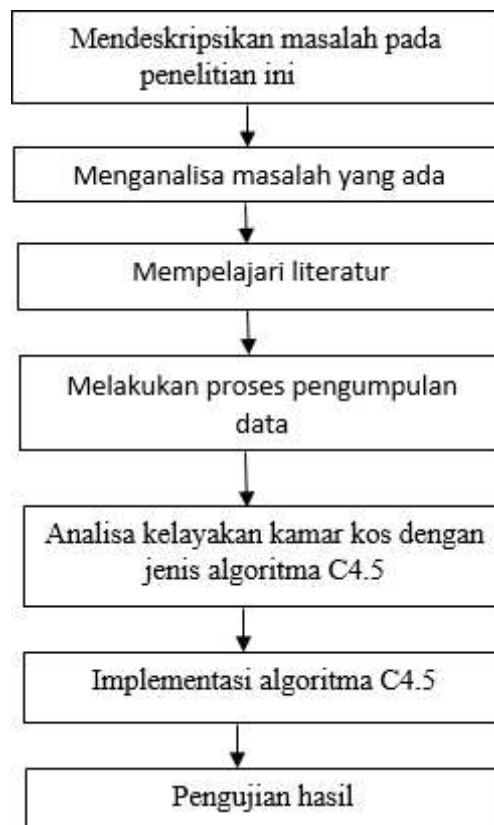 Mendeskripsikan masalah pada
penelitian ini
Menganalisa masalah yang ada
Mempelajari literatur
Melakukan proses pengumpulan
data
Analisa kelayakan kamar kos dengan
jenis algoritma C4.5
Implementasi algoritma C4.5
Pengujian hasil